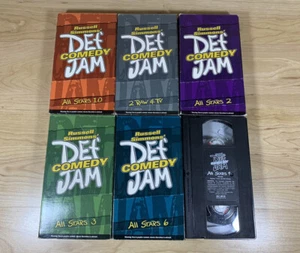 Russell
Simmons'
DEF
COMEDY
JAM
All Stars 10
Russell
Simmons'
DEF
COMEDY
JAM
2 Raw 4 TV
Russell
Simmons'
DEF
COMEDY
JAM
All Stars 2
Russell
Simmons'
DEF
COMEDY
JAM
All Stars 3
Russell
Simmons'
DEF
COMEDY
JAM
All Stars 6
All Stars